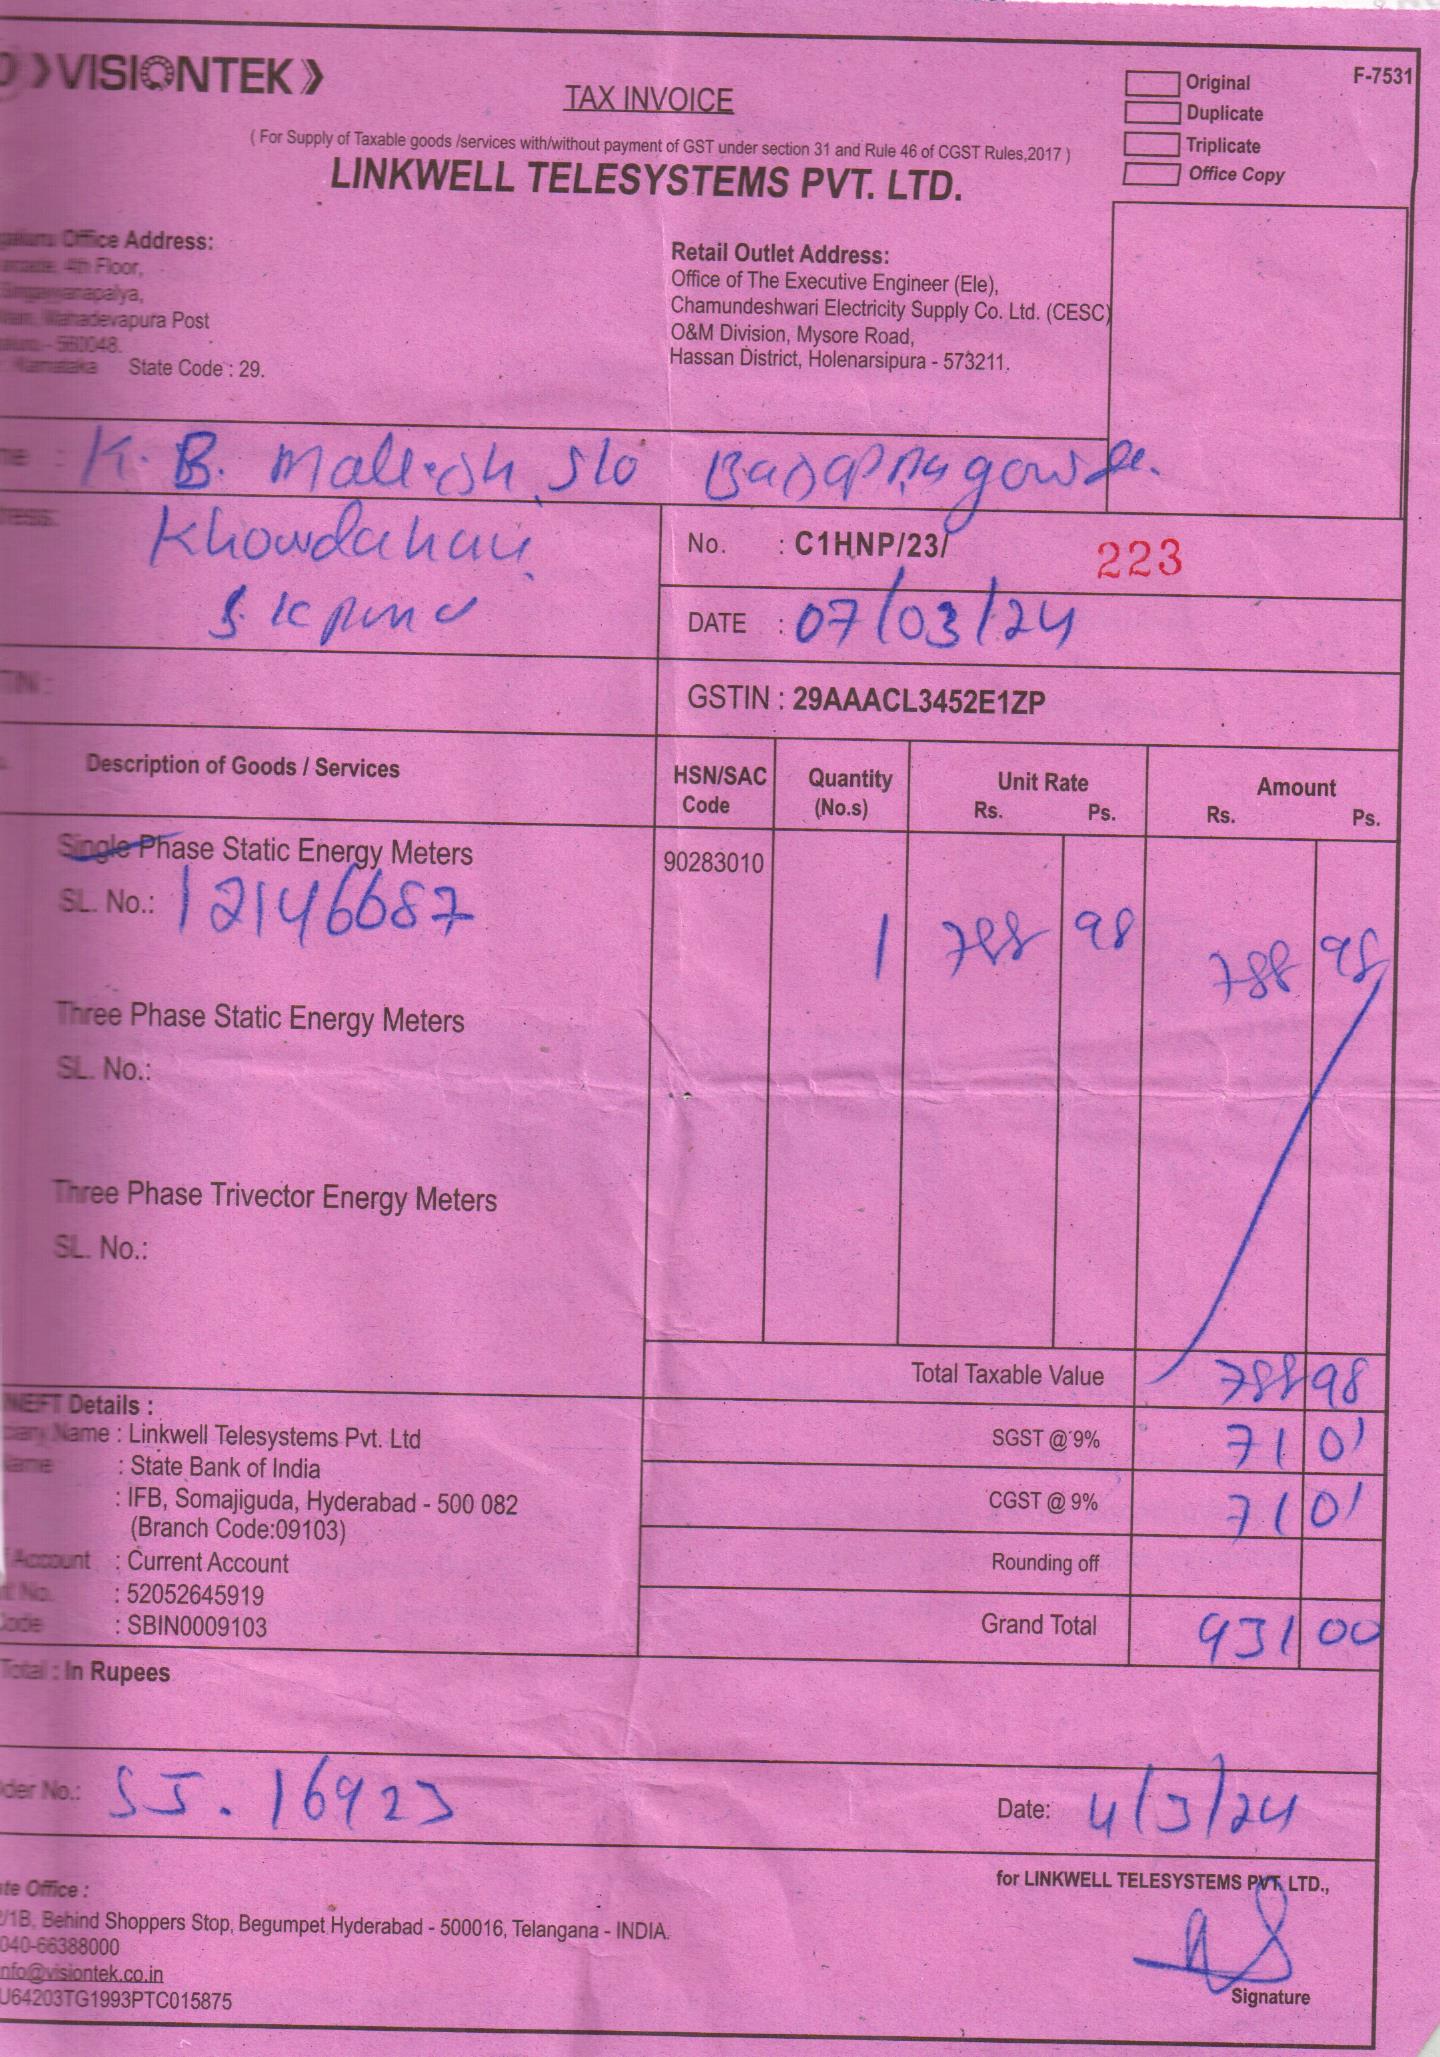 VISIONTEK
TAX INVOICE
Original
F-7531
Duplicate
Triplicate
Office Copy
( For Supply of Taxable goods /services with/without payment of GST under section 31 and Rule 46 of CGST Rules,2017 )
LINKWELL TELESYSTEMS PVT. LTD.
Office Address:
4th Floor,
Mahadevapura Post
- 560048.
Karnataka State Code : 29.
Retail Outlet Address:
Office of The Executive Engineer (Ele),
Chamundeshwari Electricity Supply Co. Ltd. (CESC)
O&M Division, Mysore Road,
Hassan District, Holenarsipura - 573211.
: K. B. Mallesh S/o
No. : C1HNP/23/ 223
DATE : 07/03/24
GSTIN : 29AAACL3452E1ZP
Description of Goods / Services
HSN/SAC Code
Quantity (No.s)
Unit Rate
Rs. Ps.
Amount
Rs. Ps.
Single Phase Static Energy Meters 90283010
SL. No.: 12146687 1 788 98 788 98
Three Phase Static Energy Meters
SL. No.:
Three Phase Trivector Energy Meters
SL. No.:
Total Taxable Value 788 98
SGST @ 9% 71 01
CGST @ 9% 71 01
Rounding off
Grand Total 931 00
NEFT Details :
Name : Linkwell Telesystems Pvt. Ltd
Name : State Bank of India
: IFB, Somajiguda, Hyderabad - 500 082
(Branch Code:09103)
Account : Current Account
No. : 52052645919
Code : SBIN0009103
Total : In Rupees
No.: SJ. 16923
Date: 4/3/24
for LINKWELL TELESYSTEMS PVT. LTD.,
Office :
/1B, Behind Shoppers Stop, Begumpet Hyderabad - 500016, Telangana - INDIA.
040-66388000
info@visiontek.co.in
U64203TG1993PTC015875
Signature